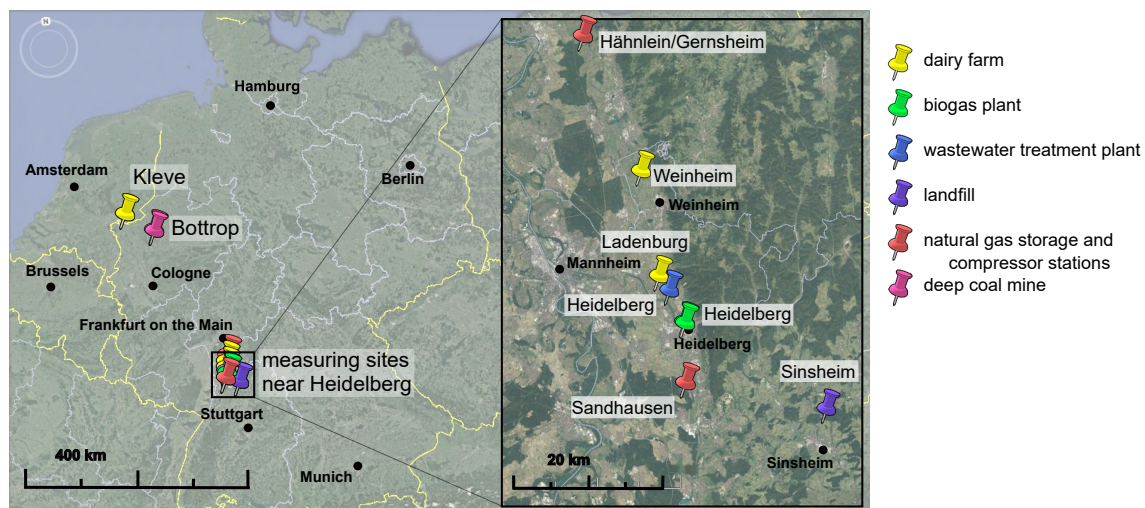 N
Hamburg
Amsterdam
Berlin
Kleve
Bottrop
Brussels
Cologne
Frankfurt on the Main
measuring sites
near Heidelberg
Stuttgart
Munich
400 km
Hähnlein/Gernsheim
Weinheim
Weinheim
Ladenburg
Mannheim
Heidelberg
Heidelberg
Heidelberg
Sandhausen
Sinsheim
Sinsheim
20 km
dairy farm
biogas plant
wastewater treatment plant
landfill
natural gas storage and
compressor stations
deep coal mine